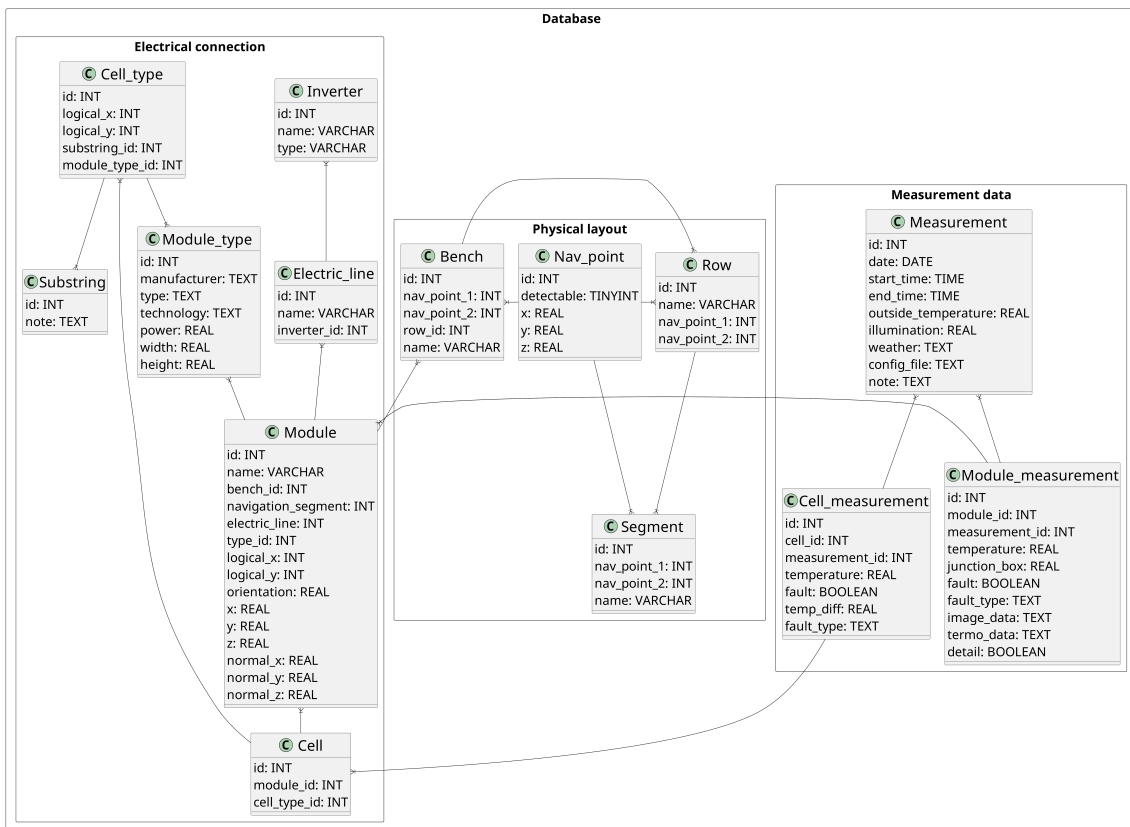 Database
Electrical connection
C Cell_type
id: INT
logical_x: INT
logical_y: INT
substring_id: INT
module_type_id: INT
C Inverter
id: INT
name: VARCHAR
type: VARCHAR
C Substring
id: INT
note: TEXT
C Module_type
id: INT
manufacturer: TEXT
type: TEXT
technology: TEXT
power: REAL
width: REAL
height: REAL
C Electric_line
id: INT
name: VARCHAR
inverter_id: INT
C Module
id: INT
name: VARCHAR
bench_id: INT
navigation_segment: INT
electric_line: INT
type_id: INT
logical_x: INT
logical_y: INT
orientation: REAL
x: REAL
y: REAL
z: REAL
normal_x: REAL
normal_y: REAL
normal_z: REAL
C Cell
id: INT
module_id: INT
cell_type_id: INT
Physical layout
C Bench
id: INT
nav_point_1: INT
nav_point_2: INT
row_id: INT
name: VARCHAR
C Nav_point
id: INT
detectable: TINYINT
x: REAL
y: REAL
z: REAL
C Row
id: INT
name: VARCHAR
nav_point_1: INT
nav_point_2: INT
C Segment
id: INT
nav_point_1: INT
nav_point_2: INT
name: VARCHAR
Measurement data
C Measurement
id: INT
date: DATE
start_time: TIME
end_time: TIME
outside_temperature: REAL
illumination: REAL
weather: TEXT
config_file: TEXT
note: TEXT
C Cell_measurement
id: INT
cell_id: INT
measurement_id: INT
temperature: REAL
fault: BOOLEAN
temp_diff: REAL
fault_type: TEXT
C Module_measurement
id: INT
module_id: INT
measurement_id: INT
temperature: REAL
junction_box: REAL
fault: BOOLEAN
fault_type: TEXT
image_data: TEXT
termo_data: TEXT
detail: BOOLEAN